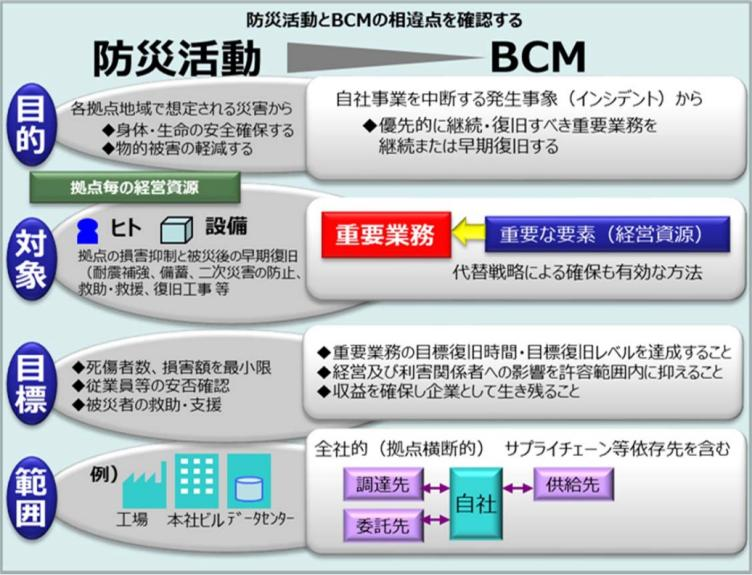 防災活動とBCMの相違点を確認する
防災活動
BCM
目的
各拠点地域で想定される災害から
◆身体・生命の安全確保する
◆物的被害の軽減する
自社事業を中断する発生事象（インシデント）から
◆優先的に継続・復旧すべき重要業務を
継続または早期復旧する
拠点毎の経営資源
対象
ヒト
設備
拠点の損害抑制と被災後の早期復旧
（耐震補強、備蓄、二次災害の防止、
救助・救援、復旧工事 等
重要業務
重要な要素（経営資源）
代替戦略による確保も有効な方法
目標
◆死傷者数、損害額を最小限
◆従業員等の安否確認
◆被災者の救助・支援
◆重要業務の目標復旧時間・目標復旧レベルを達成すること
◆経営及び利害関係者への影響を許容範囲内に抑えること
◆収益を確保し企業として生き残ること
範囲
例）
工場
本社ビル
データセンター
全社的（拠点横断的） サプライチェーン等依存先を含む
調達先
委託先
自社
供給先